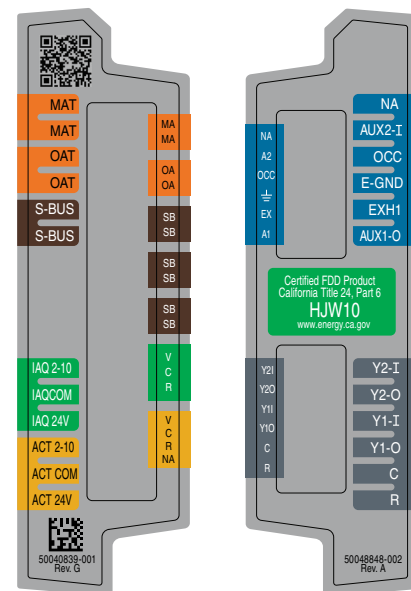 MAT
MAT
OAT
OAT
S-BUS
S-BUS
IAQ 2-10
IAQCOM
IAQ 24V
ACT 2-10
ACT COM
ACT 24V
50040839-001
Rev. G
MA
MA
OA
OA
SB
SB
SB
SB
SB
SB
V
C
R
V
C
R
NA
NA
A2
OCC
EX
A1
Y2I
Y2O
Y1I
Y1O
C
R
Certified FDD Product
California Title 24, Part 6
HJW10
www.energy.ca.gov
NA
AUX2-I
OCC
E-GND
EXH1
AUX1-O
Y2-I
Y2-O
Y1-I
Y1-O
C
R
50048848-002
Rev. A